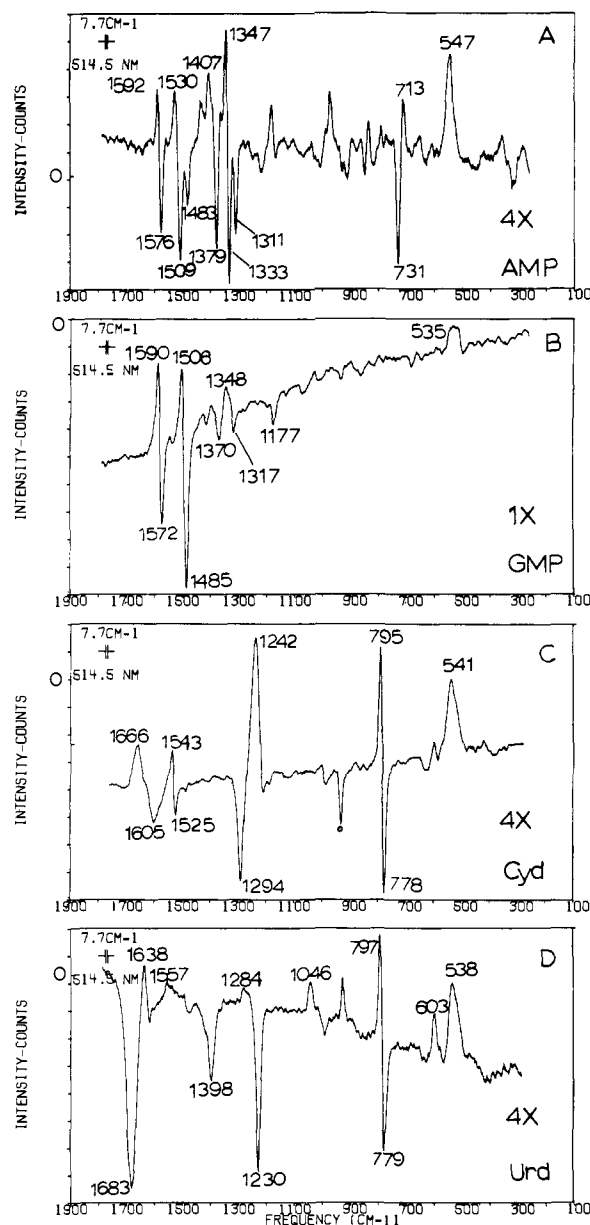 7.7CM-1
514.5 NM
A
1347
547
1407
1530
1592
713
INTENSITY-COUNTS
O
1483
1576
1509
1379
1311
1333
731
4X
AMP
1900 1700 1500 1300 1100 900 700 500 300 100
O
7.7CM-1
514.5 NM
B
535
1590
1508
1348
INTENSITY-COUNTS
1370
1317
1177
1572
1485
1X
GMP
1900 1700 1500 1300 1100 900 700 500 300 100
7.7CM-1
514.5 NM
C
1242
795
541
O
1666
1543
INTENSITY-COUNTS
1605
1525
1294
778
4X
Cyd
1900 1700 1500 1300 1100 900 700 500 300 100
7.7CM-1
514.5 NM
D
O
1638
1557
1284
1046
797
603
538
INTENSITY-COUNTS
1398
1683
1230
779
4X
Urd
1900 1700 1500 1300 1100 900 700 500 300 100
FREQUENCY (CM-1)